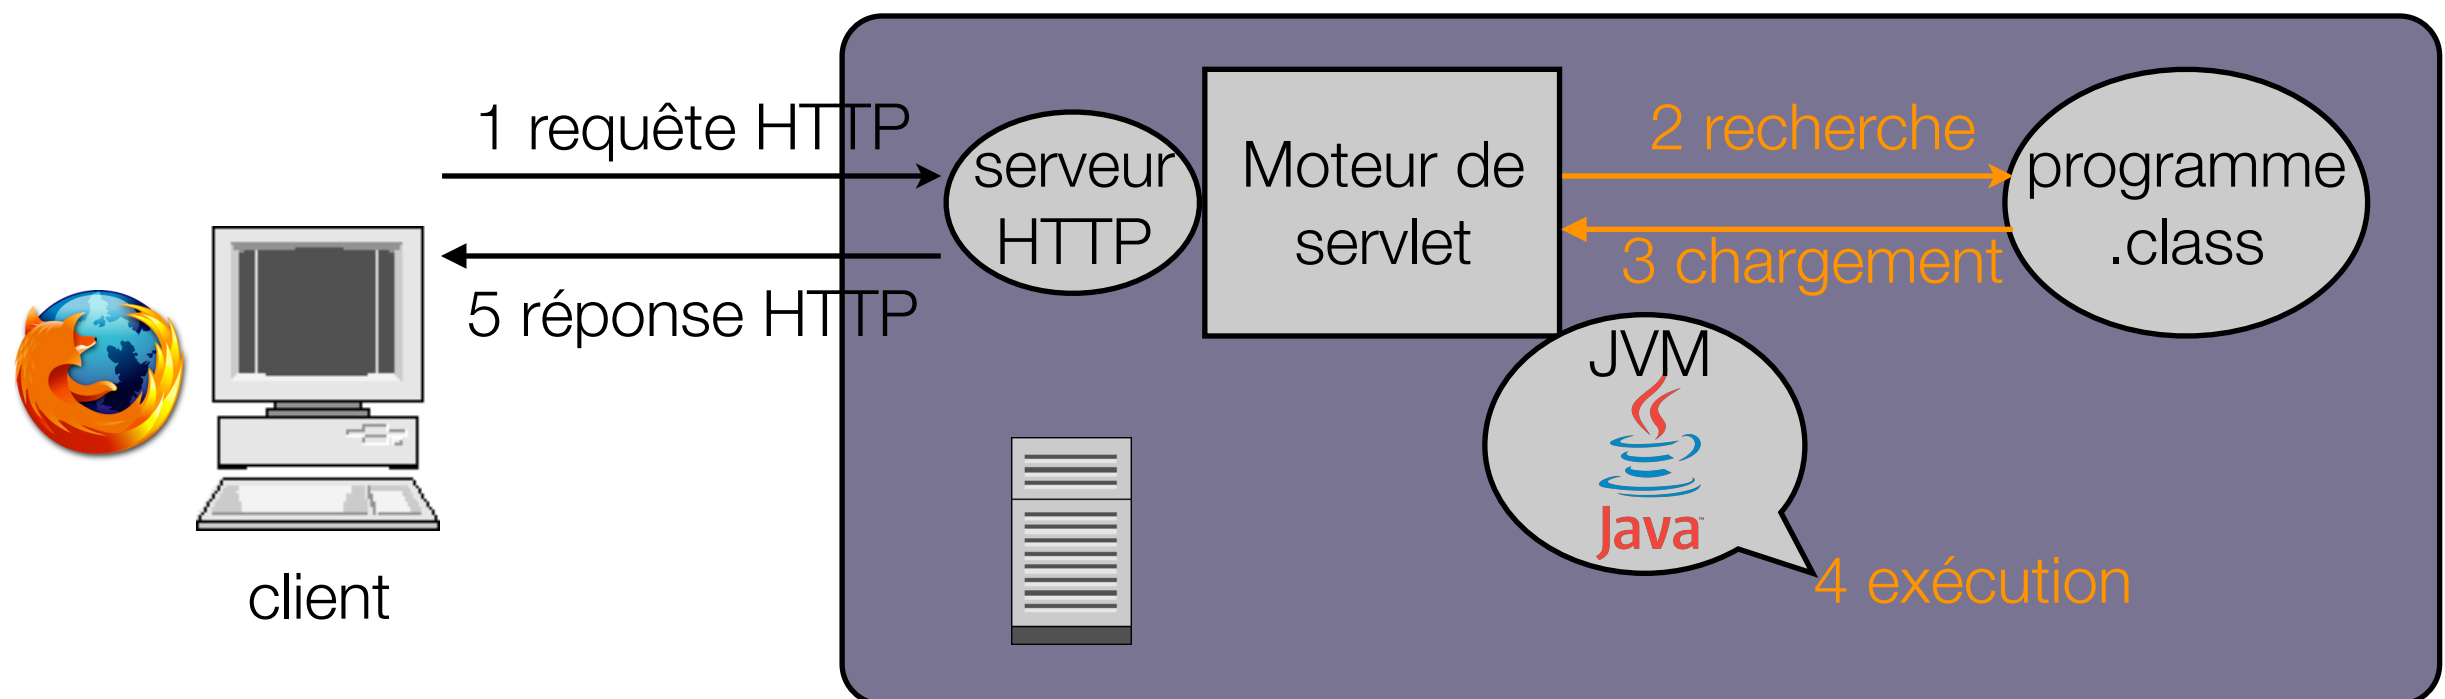 1 requête HTTP
5 réponse HTTP
client
serveur
HTTP
Moteur de
servlet
2 recherche
3 chargement
programme
.class
JVM
Java
4 exécution